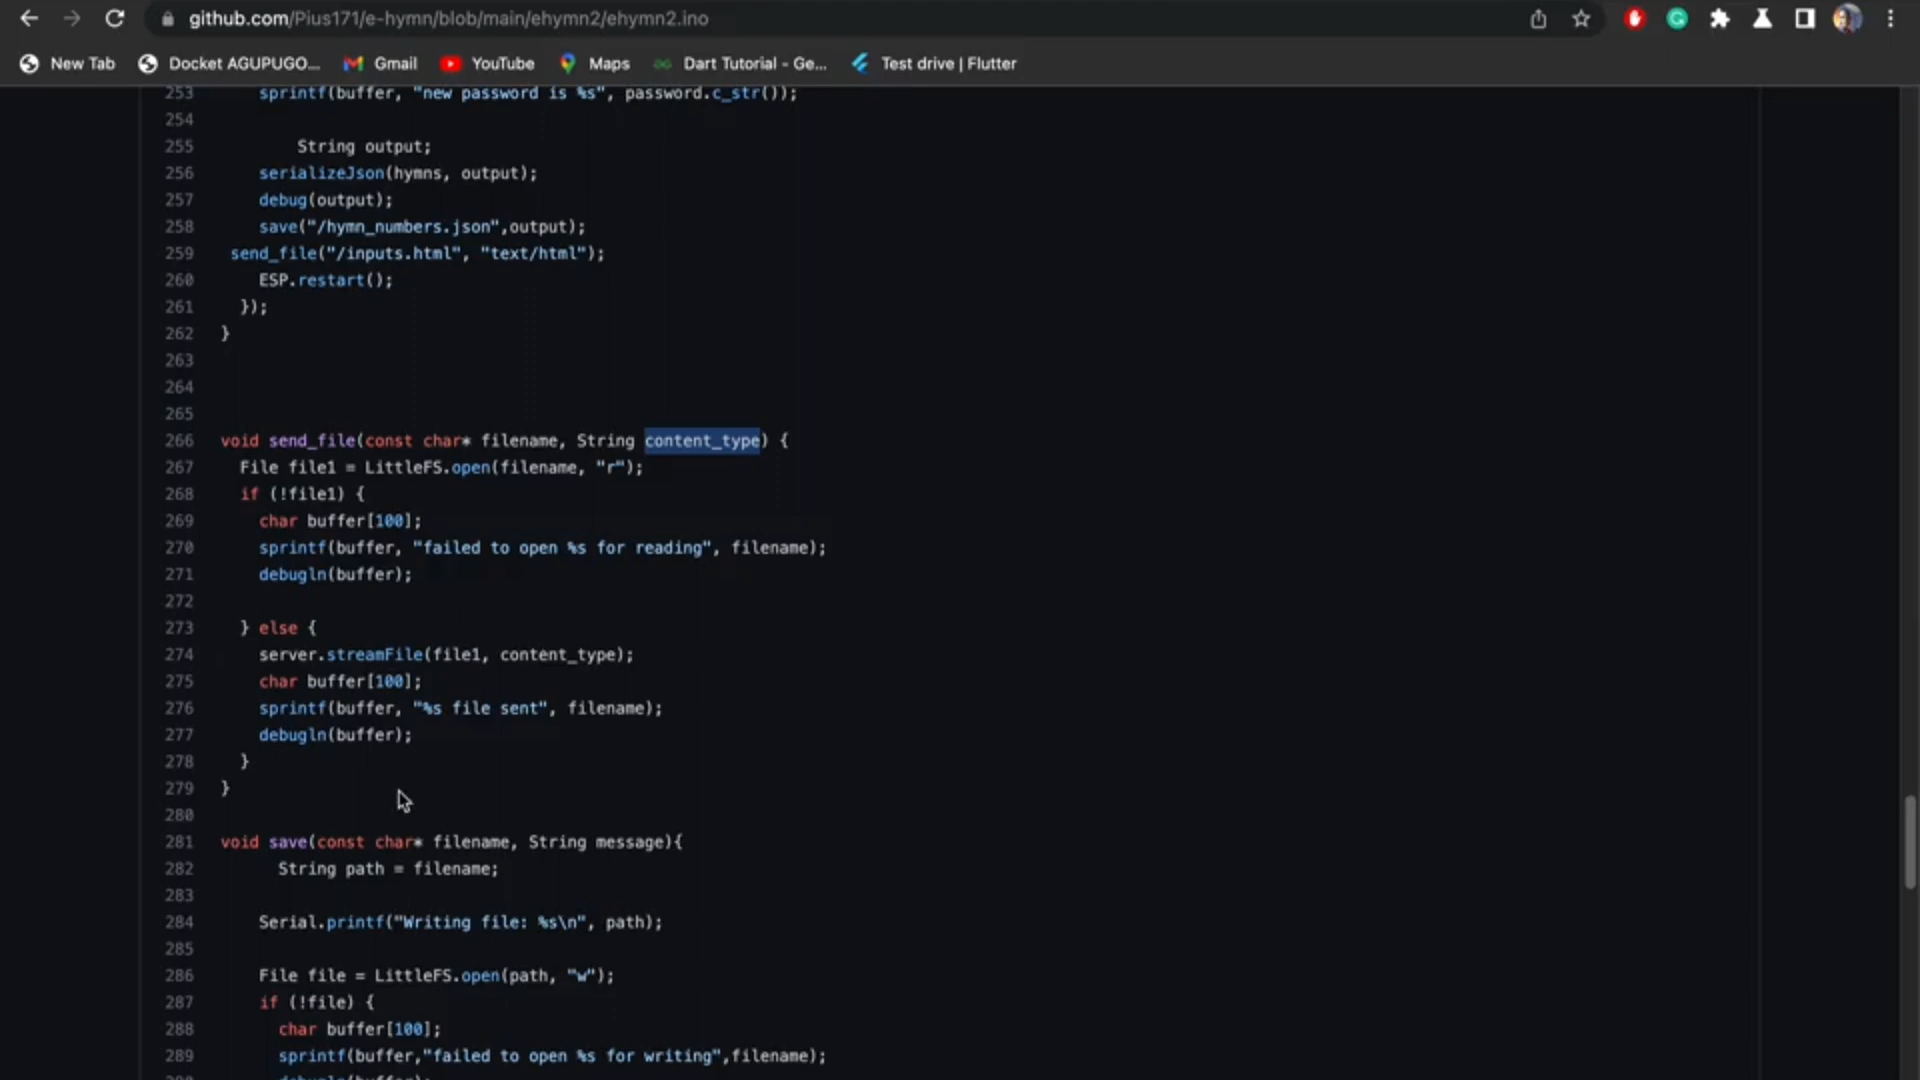 github.com/Pius171/e-hymn/blob/main/ehymn2/ehymn2.ino
New Tab Docket AGUPUGO... Gmail YouTube Maps Dart Tutorial - Ge... Test drive | Flutter
253 sprintf(buffer, "new password is %s", password.c_str());
254
255 String output;
256 serializeJson(hymns, output);
257 debug(output);
258 save("/hymn_numbers.json",output);
259 send_file("/inputs.html", "text/html");
260 ESP.restart();
261 });
262 }
263
264
265
266 void send_file(const char* filename, String content_type) {
267 File file1 = LittleFS.open(filename, "r");
268 if (!file1) {
269 char buffer[100];
270 sprintf(buffer, "failed to open %s for reading", filename);
271 debugln(buffer);
272
273 } else {
274 server.streamFile(file1, content_type);
275 char buffer[100];
276 sprintf(buffer, "%s file sent", filename);
277 debugln(buffer);
278 }
279 }
280
281 void save(const char* filename, String message){
282 String path = filename;
283
284 Serial.printf("Writing file: %s\n", path);
285
286 File file = LittleFS.open(path, "w");
287 if (!file) {
288 char buffer[100];
289 sprintf(buffer,"failed to open %s for writing",filename);